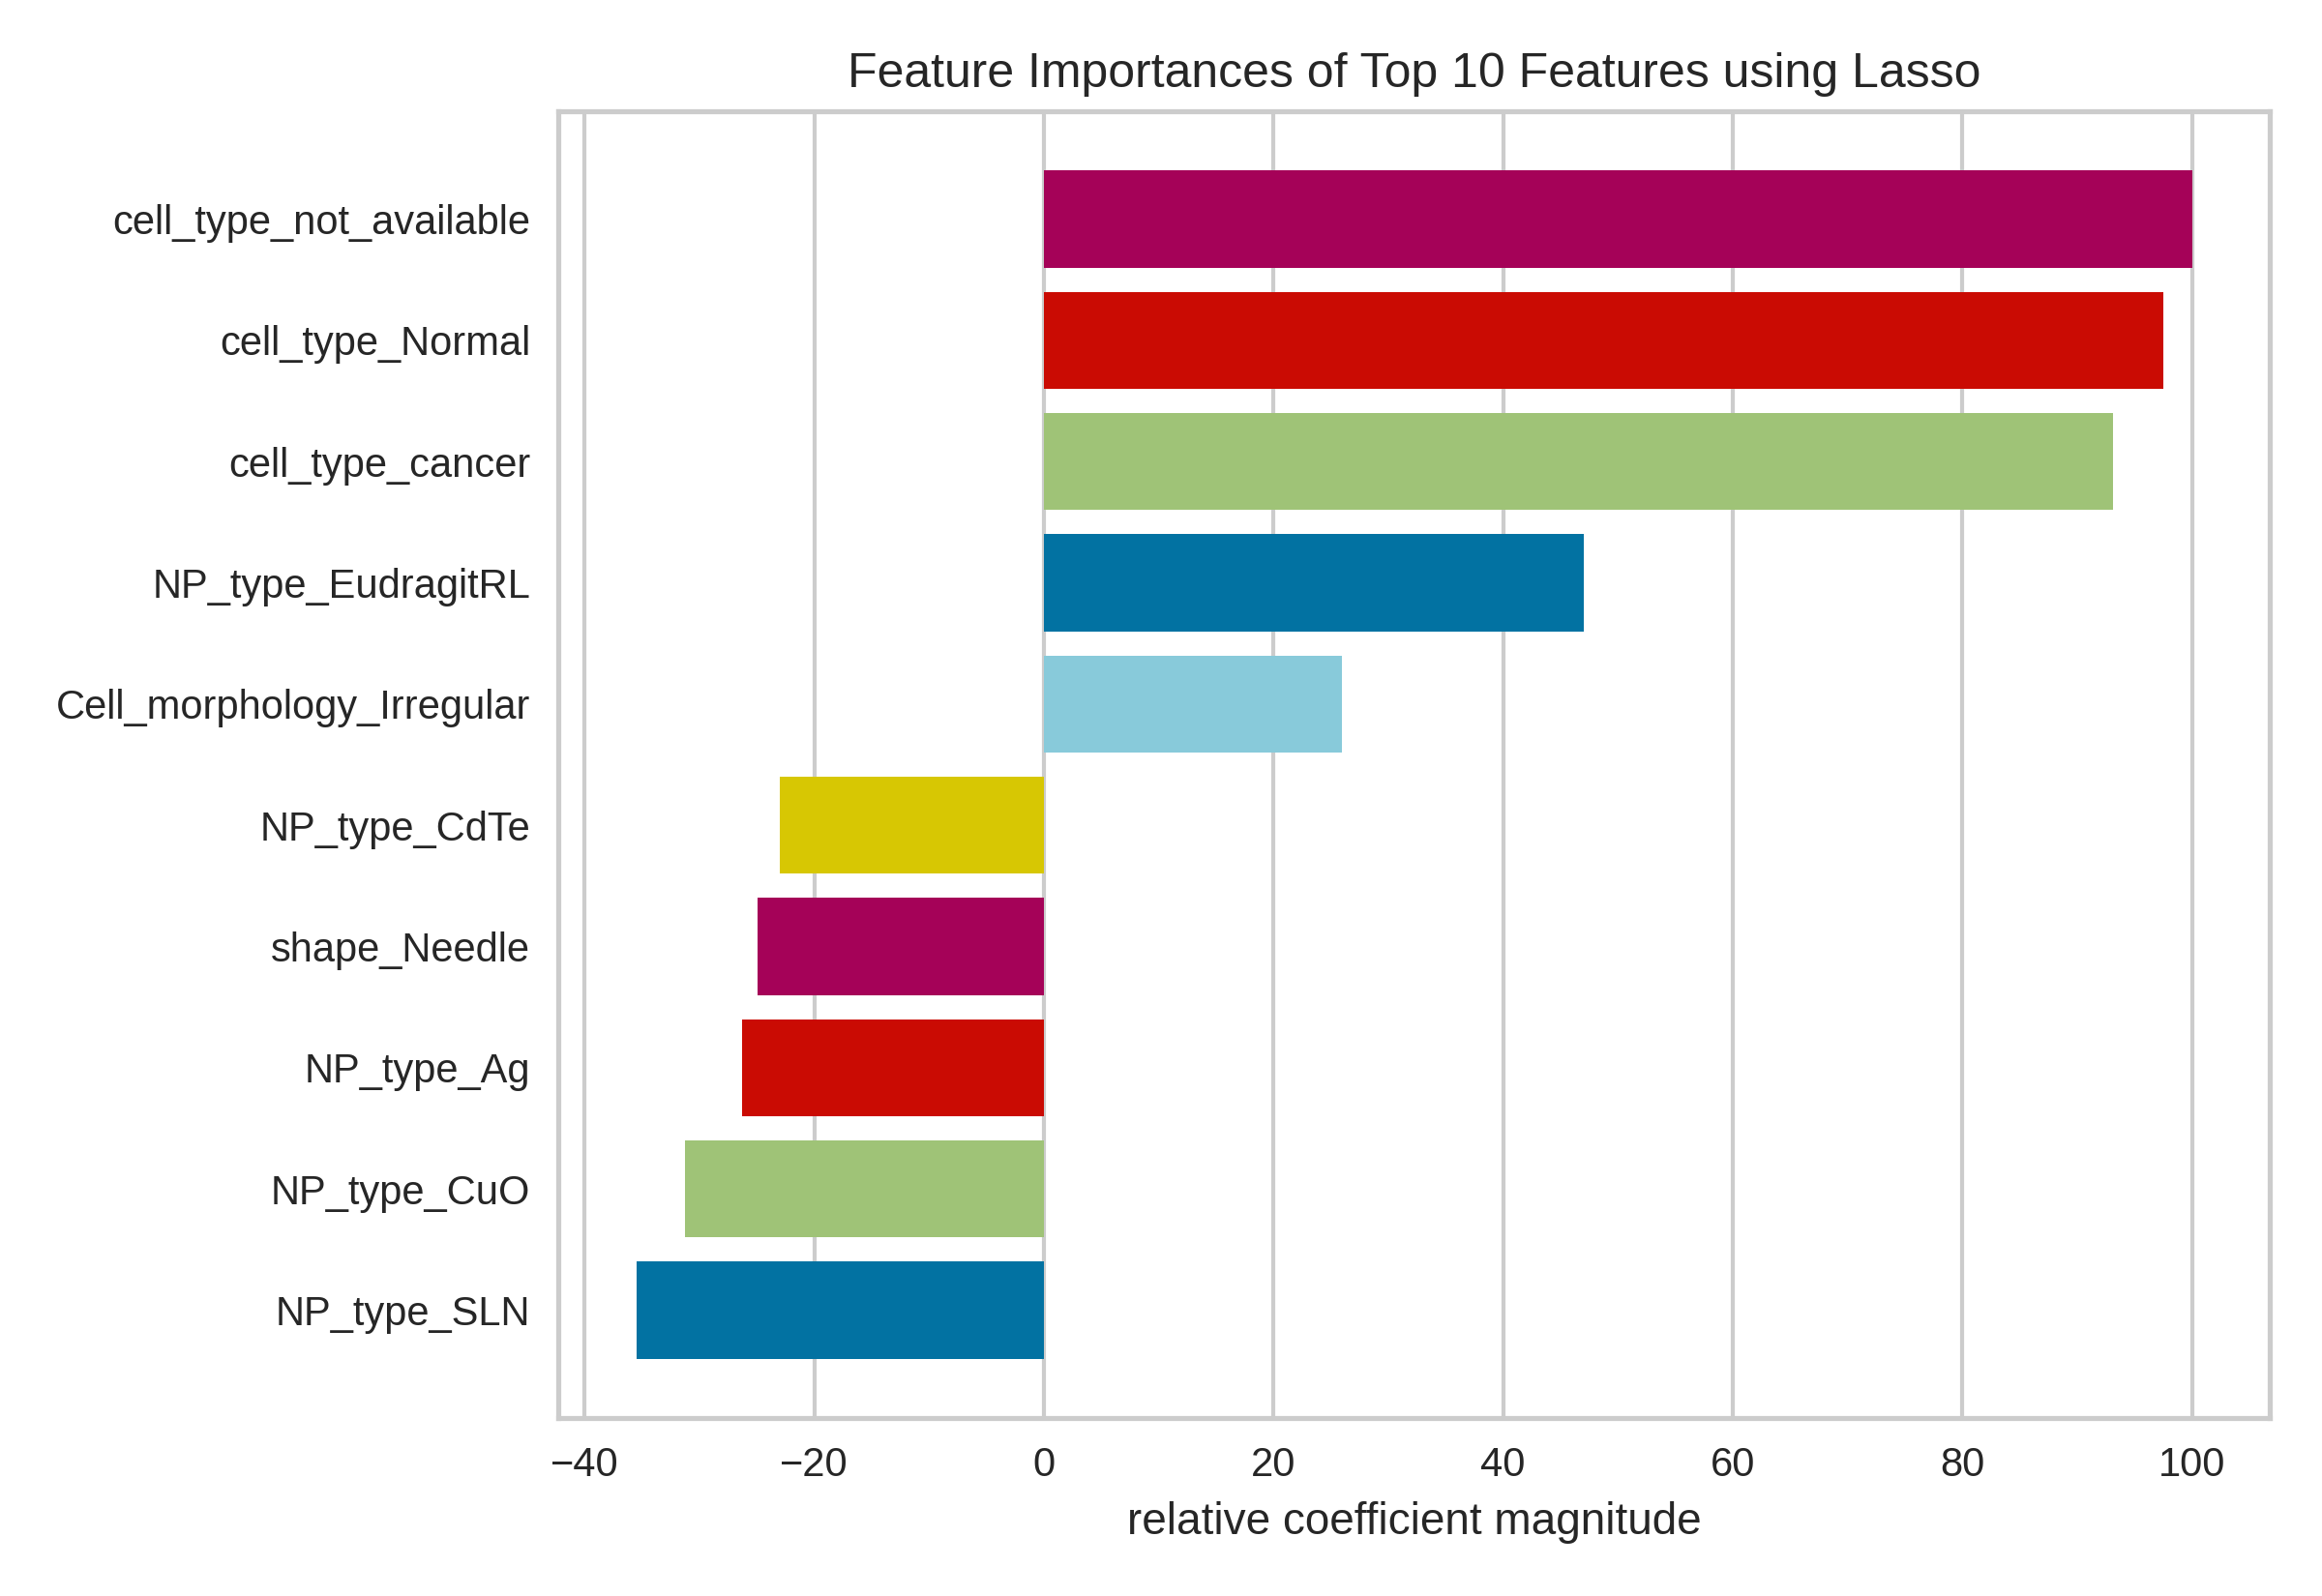 Feature Importances of Top 10 Features using Lasso
cell_type_not_available
cell_type_Normal
cell_type_cancer
NP_type_EudragitRL
Cell_morphology_Irregular
NP_type_CdTe
shape_Needle
NP_type_Ag
NP_type_CuO
NP_type_SLN
−40 −20 0 20 40 60 80 100
relative coefficient magnitude